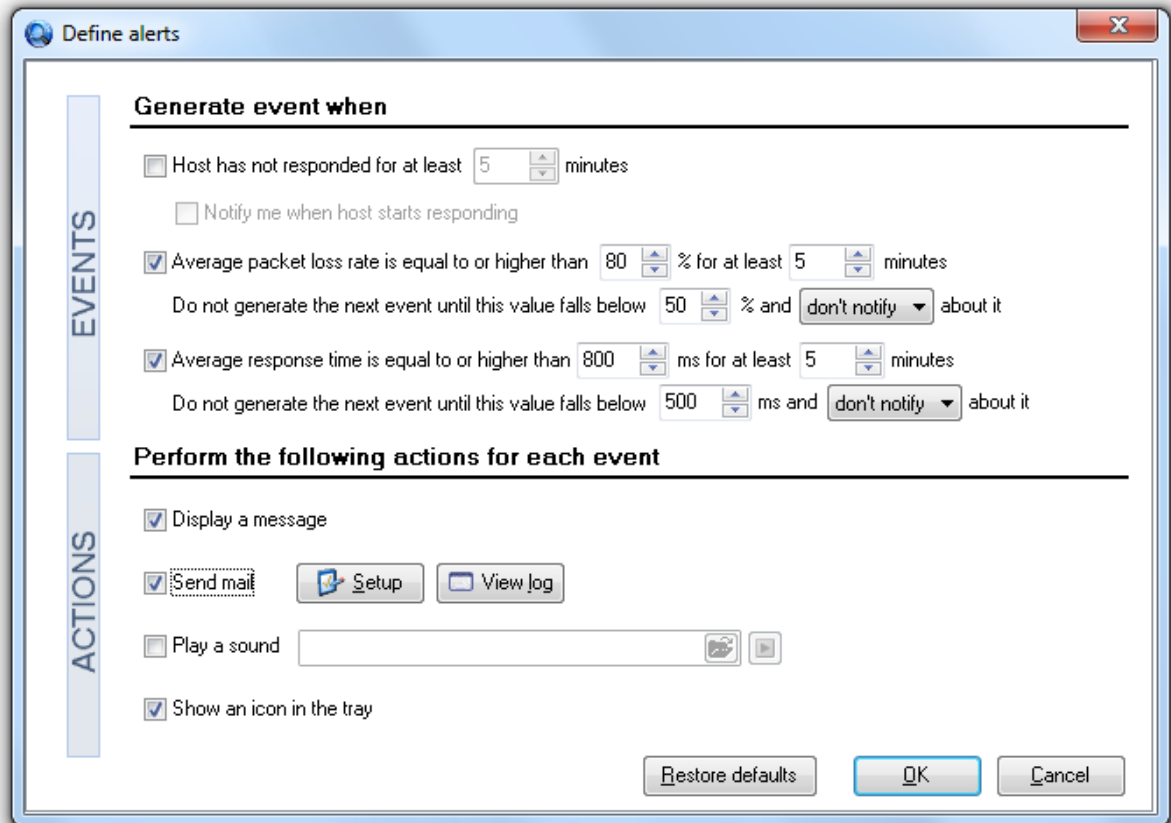 Define alerts
EVENTS
Generate event when
Host has not responded for at least 5 minutes
Notify me when host starts responding
Average packet loss rate is equal to or higher than 80 % for at least 5 minutes
Do not generate the next event until this value falls below 50 % and don't notify about it
Average response time is equal to or higher than 800 ms for at least 5 minutes
Do not generate the next event until this value falls below 500 ms and don't notify about it
ACTIONS
Perform the following actions for each event
Display a message
Send mail Setup View log
Play a sound
Show an icon in the tray
Restore defaults OK Cancel